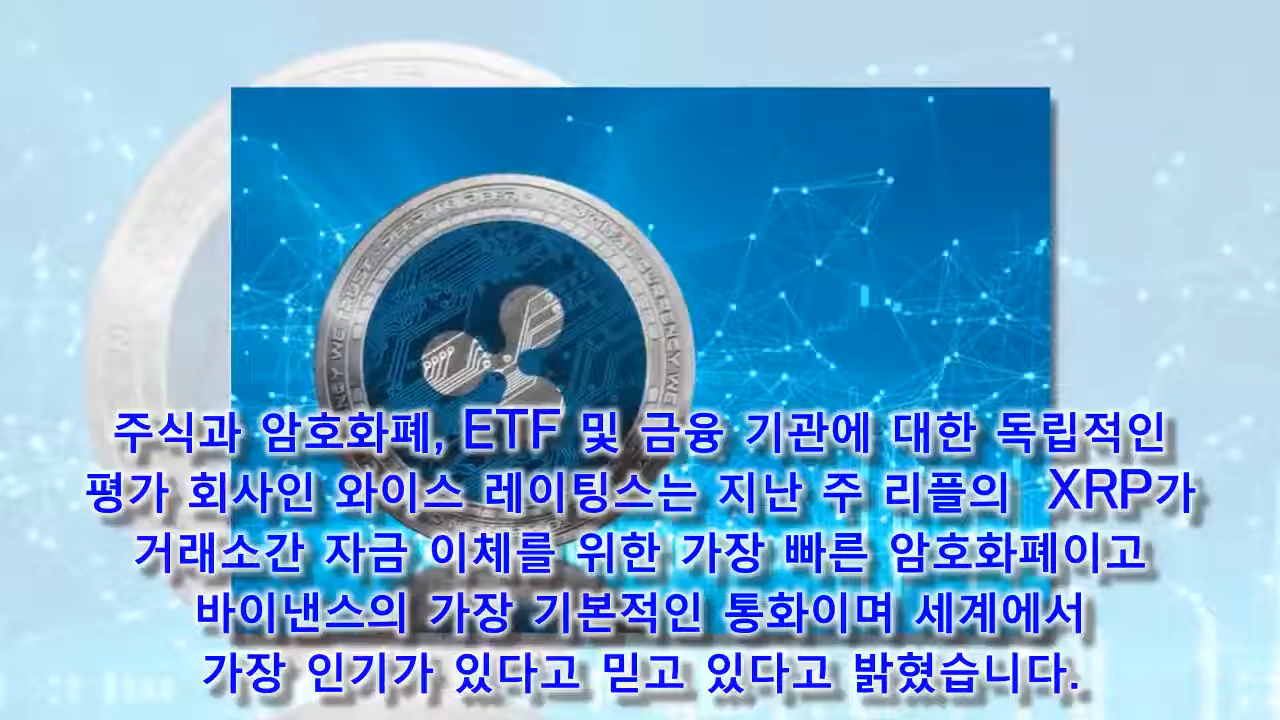 주식과 암호화폐, ETF 및 금융 기관에 대한 독립적인
평가 회사인 와이스 레이팅스는 지난 주 리플의 XRP가
거래소간 자금 이체를 위한 가장 빠른 암호화폐이고
바이낸스의 가장 기본적인 통화이며 세계에서
가장 인기가 있다고 믿고 있다고 밝혔습니다.